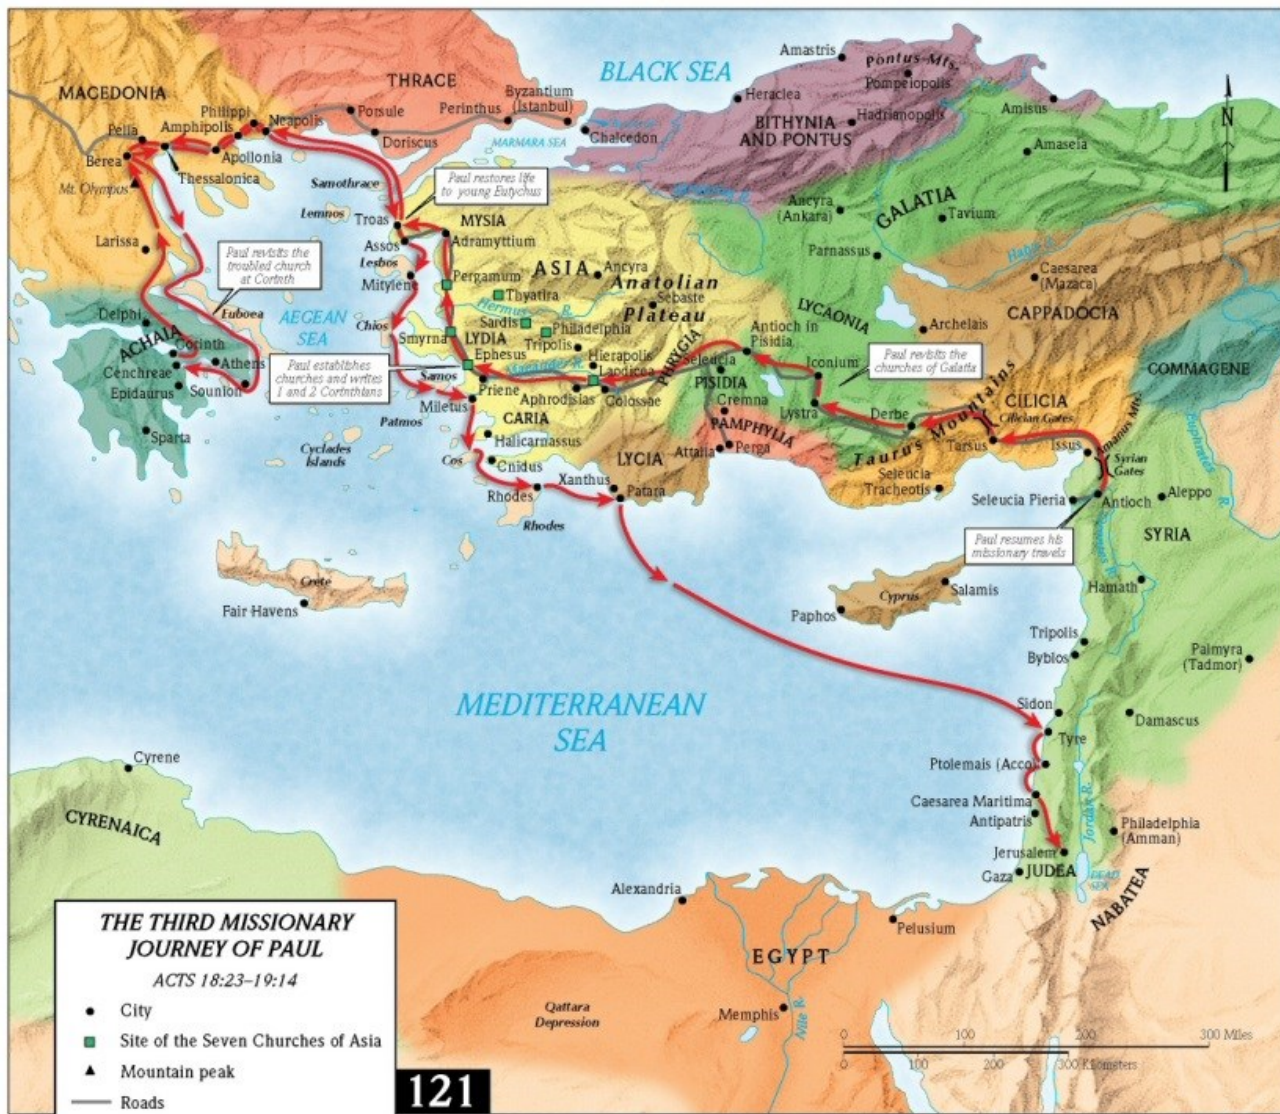 BLACK SEA
Amastris
Pontus Mts.
Pompeiopolis
THRACE
MACEDONIA
Byzantium
(Istanbul)
Heraclea
Amisus
N
Philippi
Neapolis
Porsule
Perinthus
Hadrianopolis
Pella
Amphipolis
Doriscus
Chalcedon
BITHYNIA
AND PONTUS
MARMARA SEA
Berea
Apollonia
Amaseia
Thessalonica
Mt. Olympus
Samothrace
Paul restores life
to young Eutychus
Lemnos
Troas
MYSIA
Ancyra
(Ankara)
GALATIA
Tavium
Larissa
Assos
Adramyttium
Parnassus
Paul revisits the
troubled church
at Corinth
Lesbos
Mitylene
Pergamum
ASIA
Ancyra
Anatolian
Plateau
Caesarea
(Mazaca)
Thyatira
Sebaste
CAPPADOCIA
Hermus R.
LYCAONIA
Delphi
Euboea
AEGEAN
SEA
Chios
Sardis
Philadelphia
Archelais
ACHAIA
Smyrna
LYDIA
Tripolis
Antioch in
Pisidia
Corinth
Cenchreae
Athens
Ephesus
Hierapolis
Laodicea
PHRYGIA
Seleucia
Iconium
Paul revisits the
churches of Galatia
COMMAGENE
Paul establishes
churches and writes
1 and 2 Corinthians
Samos
Maeander R.
PISIDIA
Epidaurus
Sounion
Priene
Aphrodisias
Colossae
Cremna
Lystra
Derbe
CILICIA
Cilician Gates
Taurus Mountains
Amanus Mts.
Miletus
Patmos
CARIA
PAMPHYLIA
Tarsus
Issus
Syrian
Gates
Euphrates R.
Sparta
Cyclades
Islands
Halicarnassus
LYCIA
Attalia
Perga
Cos
Cnidus
Xanthus
Seleucia
Tracheotis
Rhodes
Patara
Seleucia Pieria
Antioch
Aleppo
Rhodes
Paul resumes his
missionary travels
SYRIA
Crete
Fair Havens
Cyprus
Salamis
Hamath
Paphos
Tripolis
Byblos
Palmyra
(Tadmor)
MEDITERRANEAN
SEA
Sidon
Damascus
Tyre
Cyrene
Ptolemais (Acco)
CYRENAICA
Caesarea Maritima
Antipatris
Jordan R.
Philadelphia
(Amman)
Jerusalem
Gaza
JUDEA
DEAD
SEA
NABATEA
Alexandria
Pelusium
EGYPT
Memphis
Nile R.
Qattara
Depression
THE THIRD MISSIONARY
JOURNEY OF PAUL
ACTS 18:23–19:14
City
Site of the Seven Churches of Asia
Mountain peak
Roads
121
0 100 200 300 Miles
0 100 200 300 Kilometers